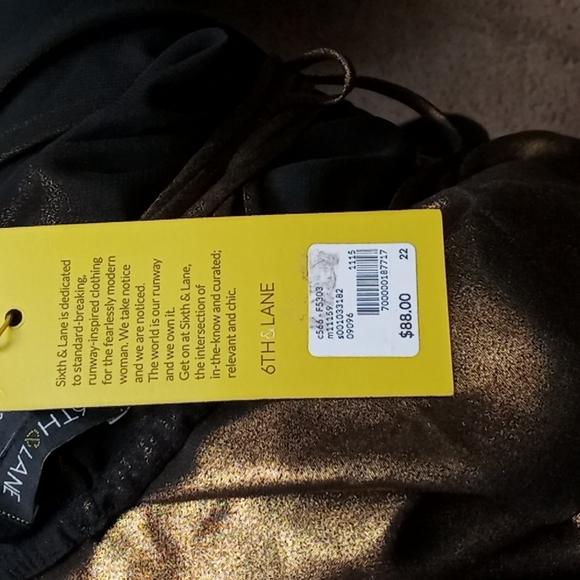 Sixth & Lane is dedicated
to standard-breaking,
runway-inspired clothing
for the fearlessly modern
woman. We take notice
and we are noticed.
The world is our runway
and we own it.
Get on at Sixth & Lane,
the intersection of
in-the-know and curated;
relevant and chic.
6TH & LANE
c566 F5303
m11159
s001033182
09096
1115
700000187717
$88.00 22
6TH & LANE